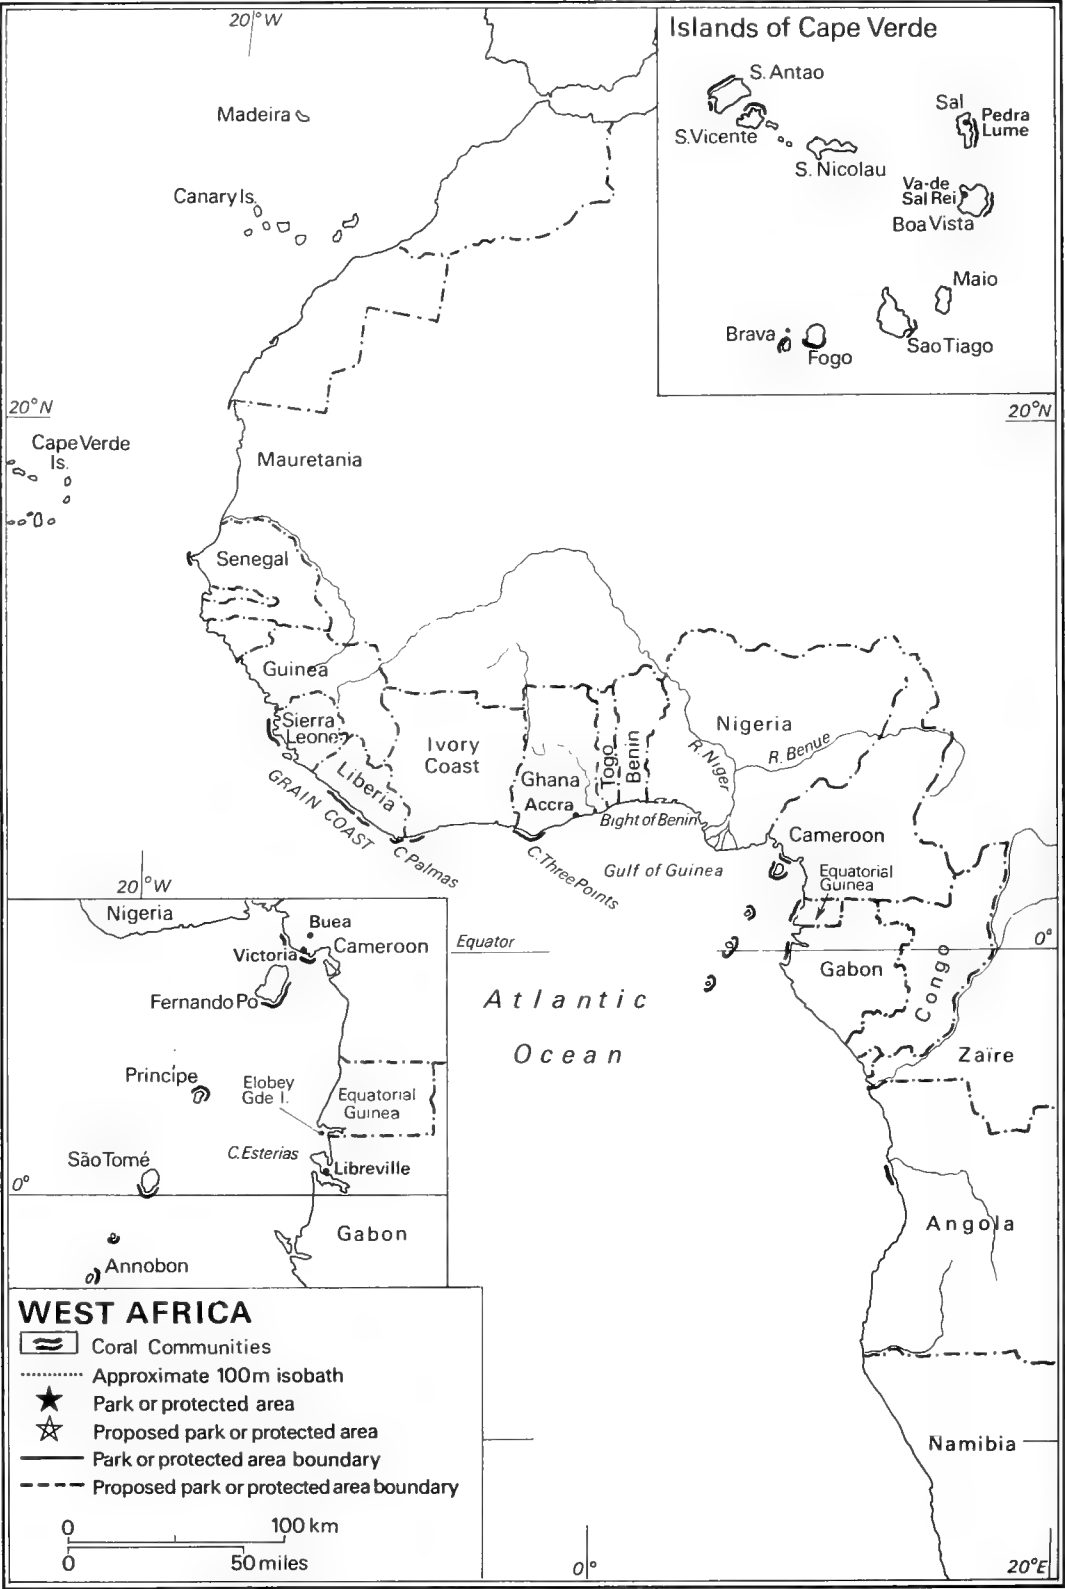 20°W
Islands of Cape Verde
S. Antao
Sal
Pedra
Lume
Madeira
S.Vicente
S. Nicolau
Va-de
Sal Rei
Canary Is.
Boa Vista
Maio
Brava
Fogo
Sao Tiago
20°N
20°N
Cape Verde
Is.
Mauretania
Senegal
Guinea
Sierra
Leone
Liberia
Ivory
Coast
Ghana
Accra
Togo
Benin
Nigeria
R. Niger
R. Benue
GRAIN COAST
C Palmas
C. Three Points
Bight of Benin
Gulf of Guinea
Cameroon
Equatorial
Guinea
Equator
0°
Gabon
Congo
Zaïre
Atlantic
Ocean
Angola
Namibia
0°
20°E
20°W
Nigeria
Buea
Victoria
Cameroon
Fernando Po
Príncipe
Elobey
Gde I.
Equatorial
Guinea
C. Esterias
São Tomé
Libreville
0°
Gabon
Annobon
WEST AFRICA
Coral Communities
Approximate 100m isobath
Park or protected area
Proposed park or protected area
Park or protected area boundary
Proposed park or protected area boundary
0 100 km
0 50 miles